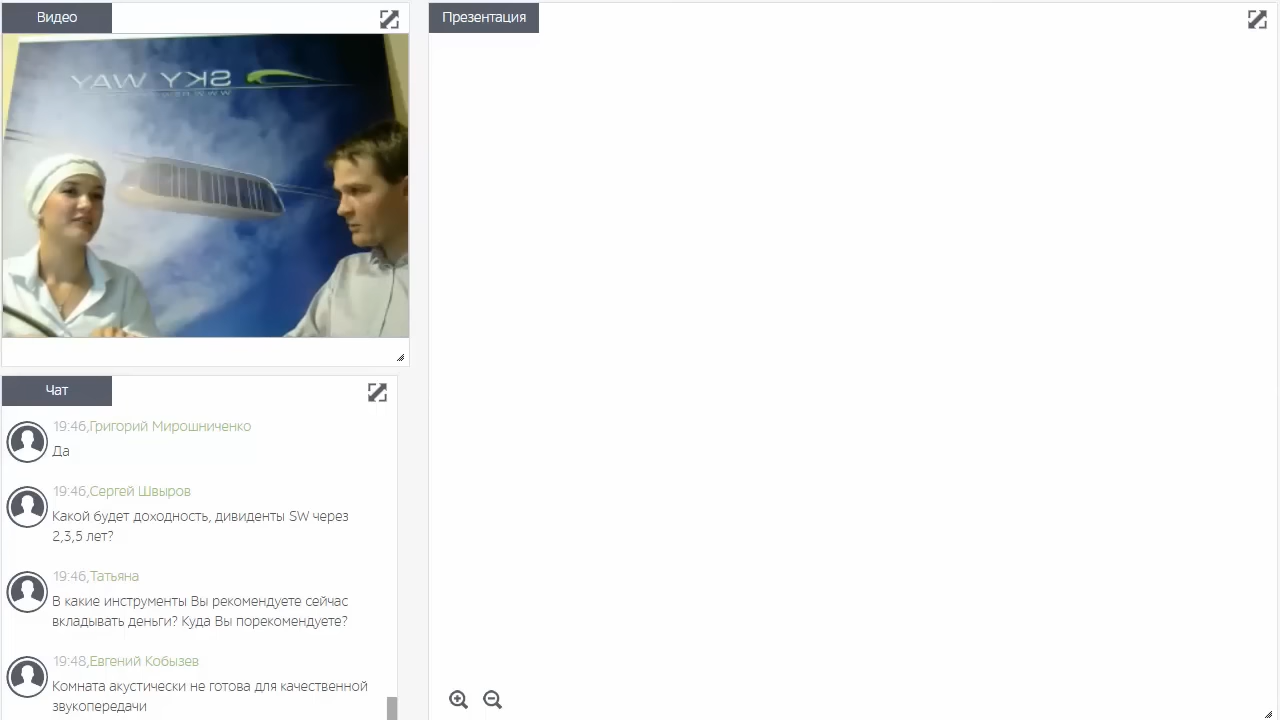 Видео
SKY WAY
Чат
19:46,Григорий Мирошниченко
Да
19:46,Сергей Швыров
Какой будет доходность, дивиденты SW через
2,3,5 лет?
19:46,Татьяна
В какие инструменты Вы рекомендуете сейчас
вкладывать деньги? Куда Вы порекомендуете?
19:48,Евгений Кобызев
Комната акустически не готова для качественной
звукопередачи
Презентация